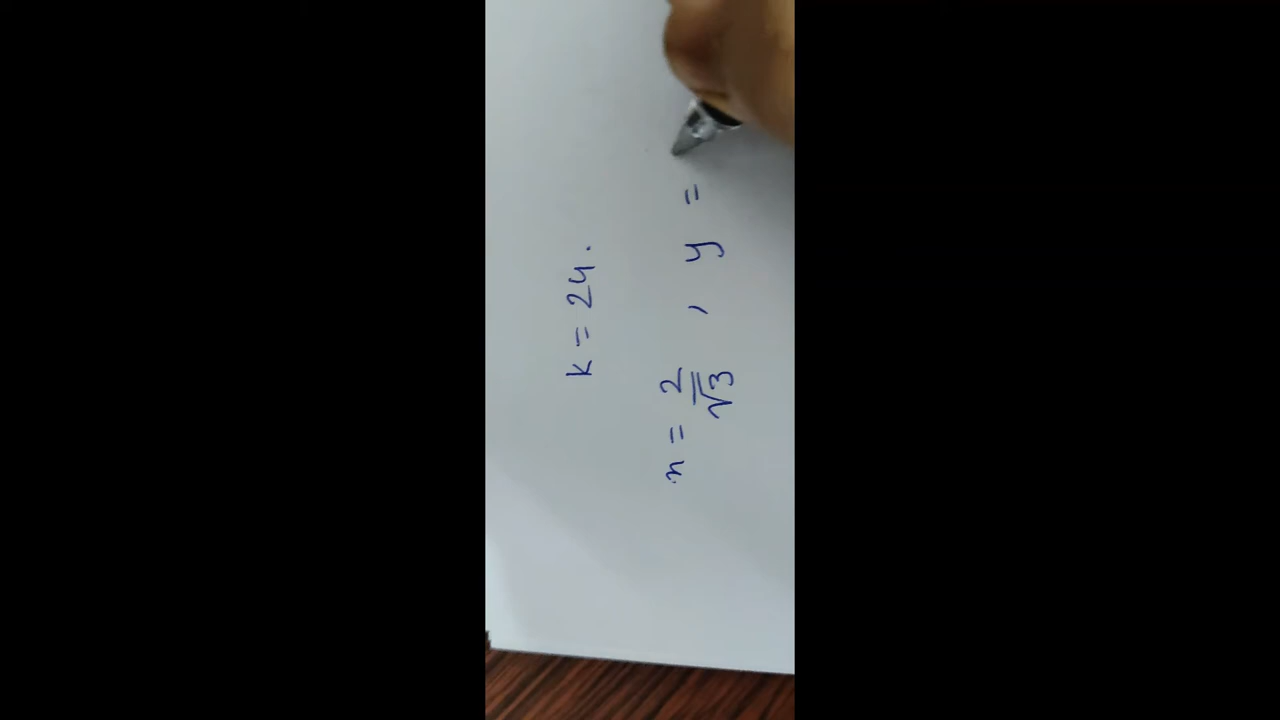 K = 24.
x = 2/√3 , y =